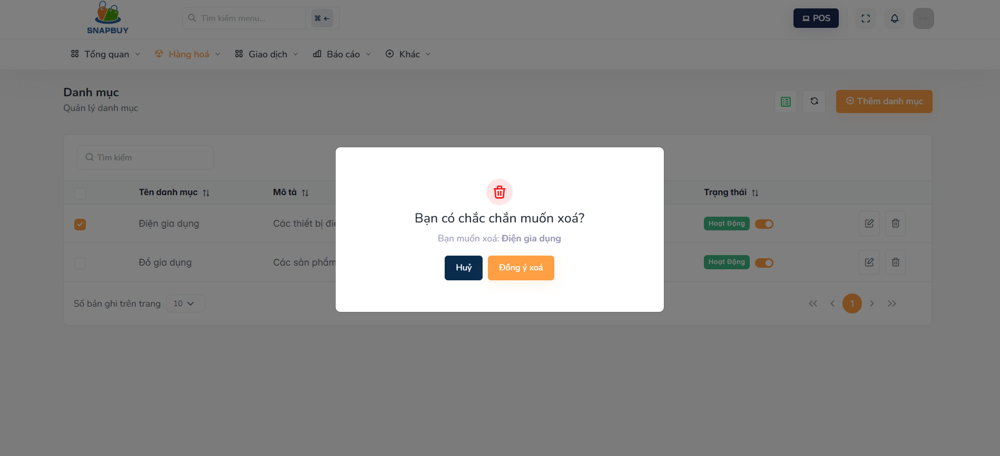 SNAPBUY
Tìm kiếm menu...
⌘ ←
POS
Tổng quan
Hàng hoá
Giao dịch
Báo cáo
Khác
Danh mục
Quản lý danh mục
Thêm danh mục
Tìm kiếm
Tên danh mục
Mô tả
Trạng thái
Điện gia dụng
Các thiết bị
Hoạt Động
Đồ gia dụng
Các sản phẩm
Hoạt Động
Bạn có chắc chắn muốn xoá?
Bạn muốn xoá: Điện gia dụng
Huỷ
Đồng ý xoá
Số bản ghi trên trang
10
1